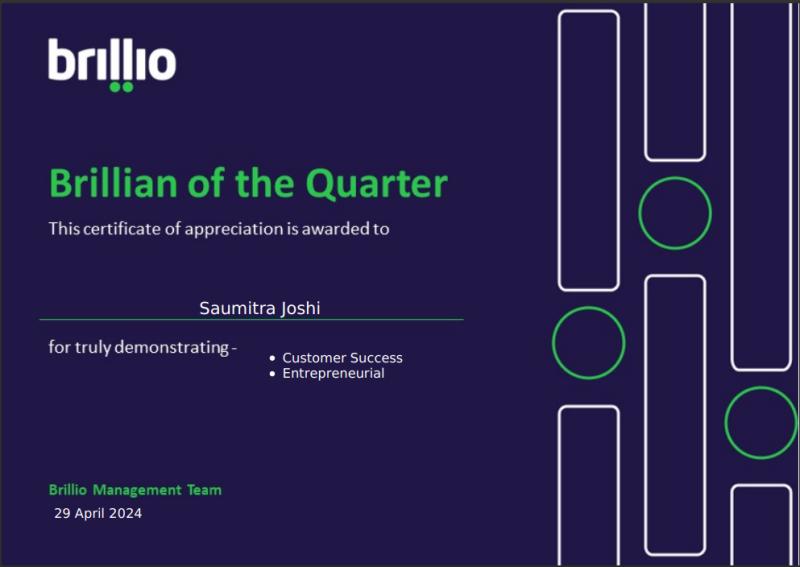 brillio
Brillian of the Quarter
This certificate of appreciation is awarded to
Saumitra Joshi
for truly demonstrating -
• Customer Success
• Entrepreneurial
Brillio Management Team
29 April 2024